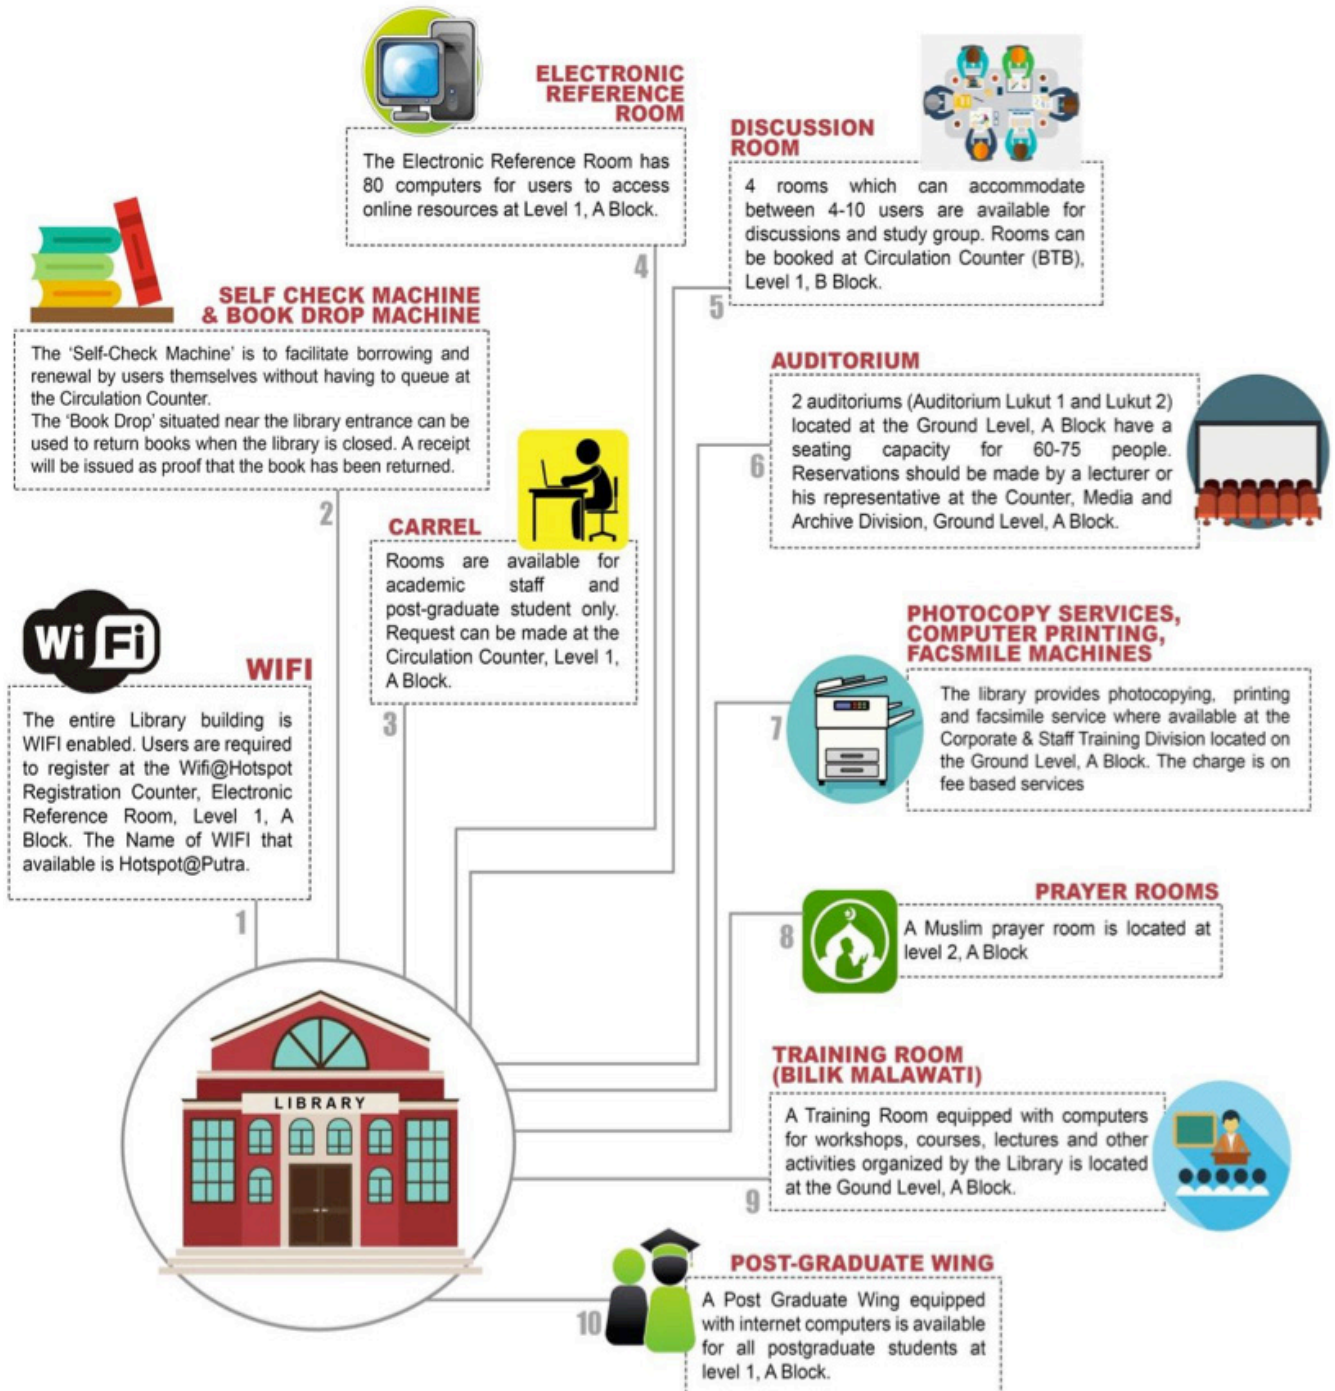 ELECTRONIC
REFERENCE
ROOM
The Electronic Reference Room has
80 computers for users to access
online resources at Level 1, A Block.
4
DISCUSSION
ROOM
4 rooms which can accommodate
between 4-10 users are available for
discussions and study group. Rooms can
be booked at Circulation Counter (BTB),
Level 1, B Block.
5
SELF CHECK MACHINE
& BOOK DROP MACHINE
The ‘Self-Check Machine’ is to facilitate borrowing and
renewal by users themselves without having to queue at
the Circulation Counter.
The ‘Book Drop’ situated near the library entrance can be
used to return books when the library is closed. A receipt
will be issued as proof that the book has been returned.
2
AUDITORIUM
2 auditoriums (Auditorium Lukut 1 and Lukut 2)
located at the Ground Level, A Block have a
seating capacity for 60-75 people.
Reservations should be made by a lecturer or
his representative at the Counter, Media and
Archive Division, Ground Level, A Block.
6
CARREL
Rooms are available for
academic staff and
post-graduate student only.
Request can be made at the
Circulation Counter, Level 1,
A Block.
3
WiFi
WIFI
The entire Library building is
WIFI enabled. Users are required
to register at the Wifi@Hotspot
Registration Counter, Electronic
Reference Room, Level 1, A
Block. The Name of WIFI that
available is Hotspot@Putra.
1
PHOTOCOPY SERVICES,
COMPUTER PRINTING,
FACSMILE MACHINES
The library provides photocopying, printing
and facsimile service where available at the
Corporate & Staff Training Division located on
the Ground Level, A Block. The charge is on
fee based services
7
PRAYER ROOMS
A Muslim prayer room is located at
level 2, A Block
8
TRAINING ROOM
(BILIK MALAWATI)
A Training Room equipped with computers
for workshops, courses, lectures and other
activities organized by the Library is located
at the Gound Level, A Block.
9
LIBRARY
POST-GRADUATE WING
A Post Graduate Wing equipped
with internet computers is available
for all postgraduate students at
level 1, A Block.
10